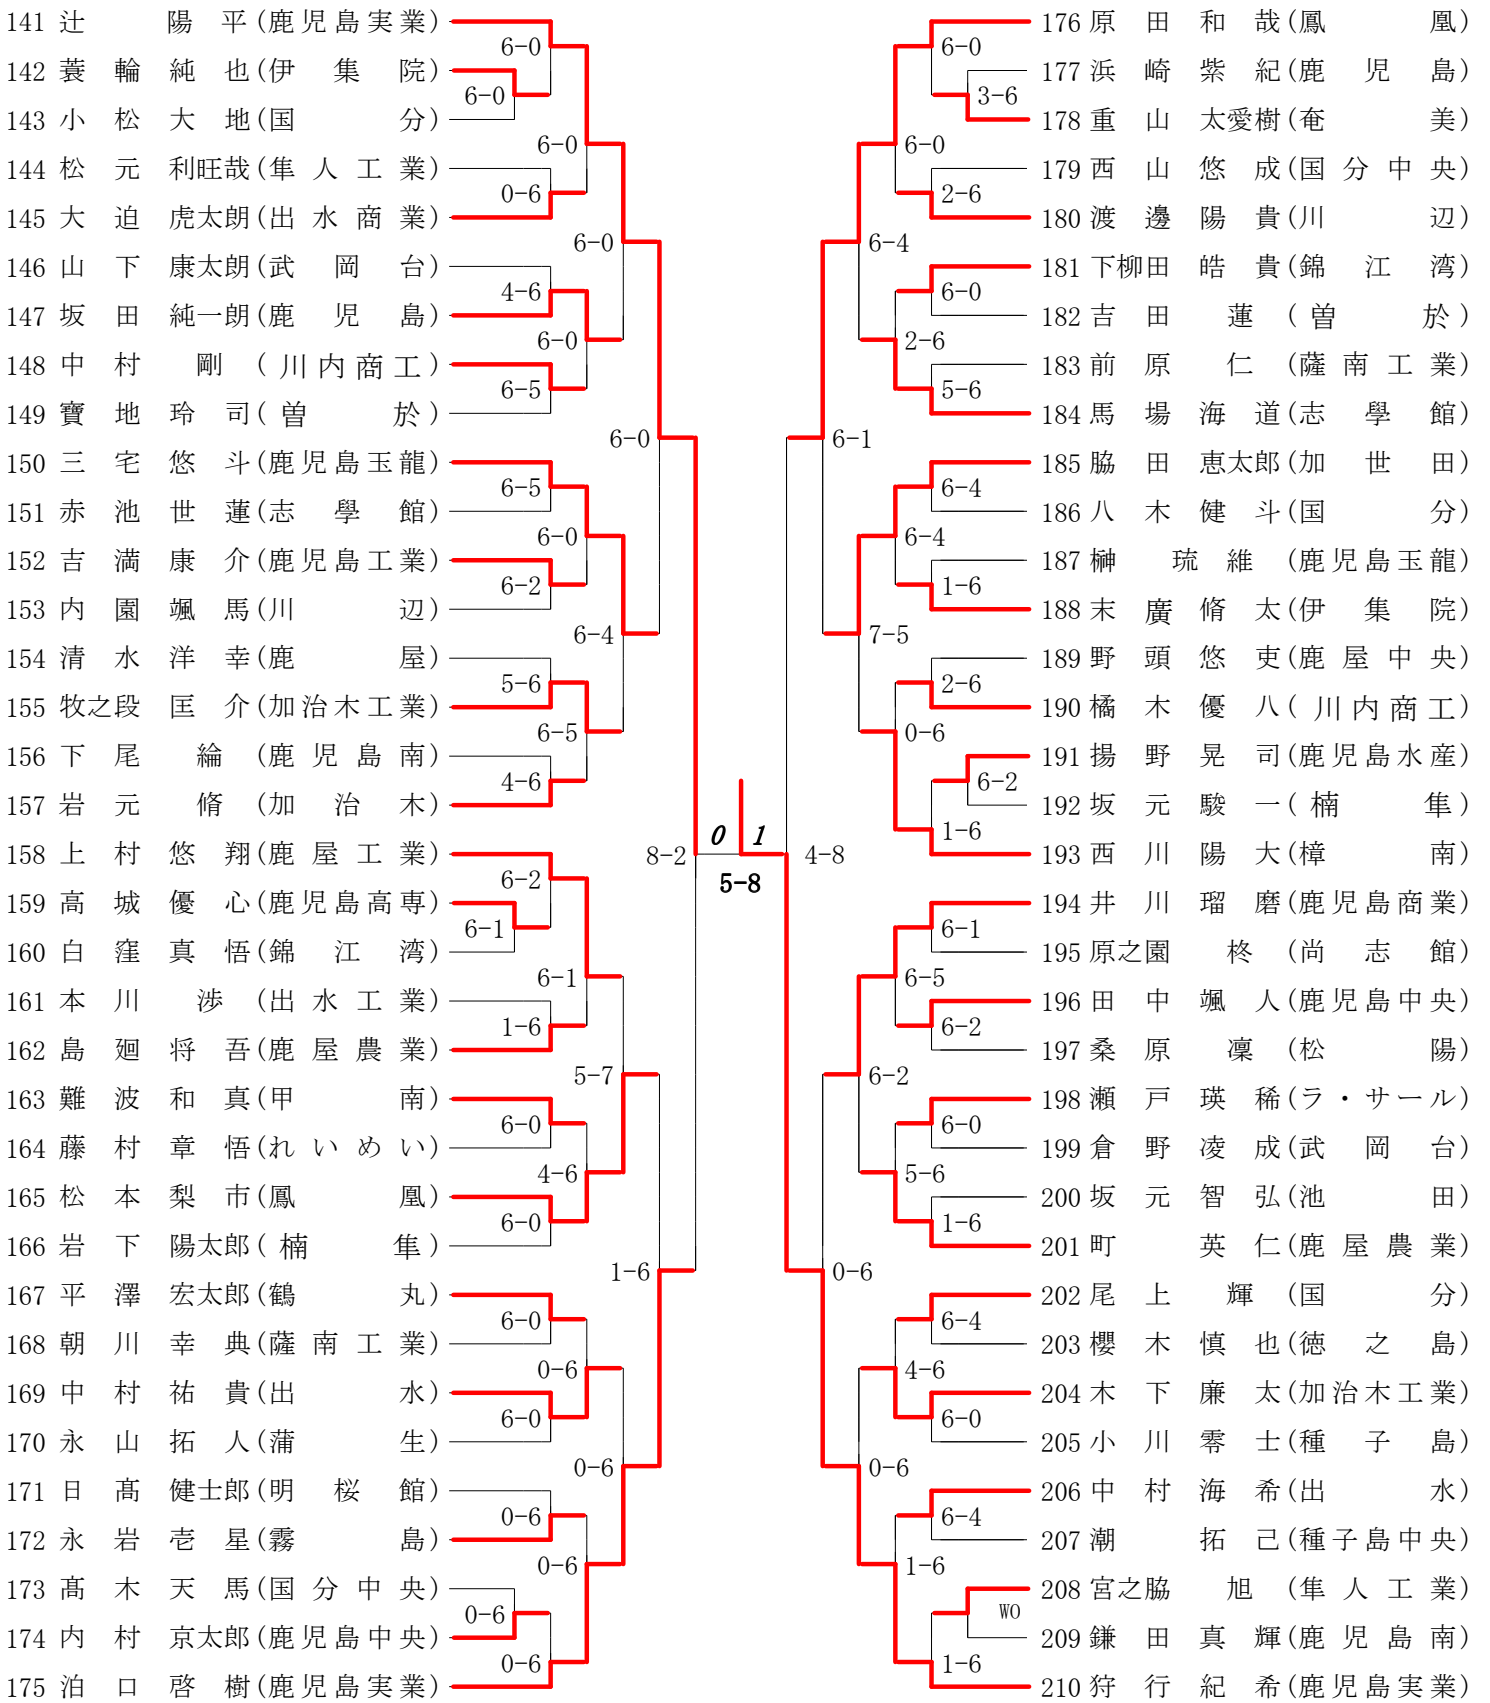 141 辻 陽 平 (鹿児島実業)
6-0
142 蓑 輪 純 也 (伊 集 院)
6-0
143 小 松 大 地 (国 分)
6-0
144 松 元 利旺哉 (隼 人 工 業)
0-6
145 大 迫 虎太朗 (出 水 商 業)
6-0
146 山 下 康太朗 (武 岡 台)
4-6
147 坂 田 純一朗 (鹿 児 島)
6-0
148 中 村 剛 (川内商工)
6-5
149 寶 地 玲 司 (曽 於)
6-0
150 三 宅 悠 斗 (鹿児島玉龍)
6-5
151 赤 池 世 蓮 (志 學 館)
6-0
152 吉 満 康 介 (鹿児島工業)
6-2
153 内 園 颯 馬 (川 辺)
6-4
154 清 水 洋 幸 (鹿 屋)
5-6
155 牧之段 匡 介 (加治木工業)
6-5
156 下 尾 綸 (鹿 児 島 南)
4-6
157 岩 元 脩 (加 治 木)
8-2
158 上 村 悠 翔 (鹿 屋 工 業)
6-2
159 高 城 優 心 (鹿児島高専)
6-1
160 白 窪 真 悟 (錦 江 湾)
6-1
161 本 川 渉 (出 水 工 業)
1-6
162 島 廻 将 吾 (鹿 屋 農 業)
5-7
163 難 波 和 真 (甲 南)
6-0
164 藤 村 章 悟 (れ い め い)
4-6
165 松 本 梨 市 (鳳 凰)
6-0
166 岩 下 陽太郎 (楠 隼)
1-6
167 平 澤 宏太郎 (鶴 丸)
6-0
168 朝 川 幸 典 (薩 南 工 業)
0-6
169 中 村 祐 貴 (出 水)
6-0
170 永 山 拓 人 (蒲 生)
0-6
171 日 髙 健士郎 (明 桜 館)
0-6
172 永 岩 壱 星 (霧 島)
0-6
173 髙 木 天 馬 (国 分 中 央)
0-6
174 内 村 京太郎 (鹿児島中央)
0-6
175 泊 口 啓 樹 (鹿児島実業)
0 1
5-8
176 原 田 和 哉 (鳳 凰)
6-0
177 浜 崎 紫 紀 (鹿 児 島)
3-6
178 重 山 太愛樹 (奄 美)
6-0
179 西 山 悠 成 (国 分 中 央)
2-6
180 渡 邊 陽 貴 (川 辺)
6-4
181 下柳田 皓 貴 (錦 江 湾)
6-0
182 吉 田 蓮 (曽 於)
2-6
183 前 原 仁 (薩 南 工 業)
5-6
184 馬 場 海 道 (志 學 館)
6-1
185 脇 田 恵太郎 (加 世 田)
6-4
186 八 木 健 斗 (国 分)
6-4
187 榊 琉 維 (鹿児島玉龍)
1-6
188 末 廣 脩 太 (伊 集 院)
7-5
189 野 頭 悠 吏 (鹿 屋 中 央)
2-6
190 橘 木 優 八 (川内商工)
0-6
191 揚 野 晃 司 (鹿児島水産)
6-2
192 坂 元 駿 一 (楠 隼)
1-6
193 西 川 陽 大 (樟 南)
4-8
194 井 川 瑠 磨 (鹿児島商業)
6-1
195 原之園 柊 (尚 志 館)
6-5
196 田 中 颯 人 (鹿児島中央)
6-2
197 桑 原 凜 (松 陽)
6-2
198 瀬 戸 瑛 稀 (ラ・サール)
6-0
199 倉 野 凌 成 (武 岡 台)
5-6
200 坂 元 智 弘 (池 田)
1-6
201 町 英 仁 (鹿 屋 農 業)
0-6
202 尾 上 輝 (国 分)
6-4
203 櫻 木 慎 也 (徳 之 島)
4-6
204 木 下 廉 太 (加治木工業)
6-0
205 小 川 零 士 (種 子 島)
0-6
206 中 村 海 希 (出 水)
6-4
207 潮 拓 己 (種子島中央)
1-6
208 宮之脇 旭 (隼 人 工 業)
WO
209 鎌 田 真 輝 (鹿 児 島 南)
1-6
210 狩 行 紀 希 (鹿児島実業)